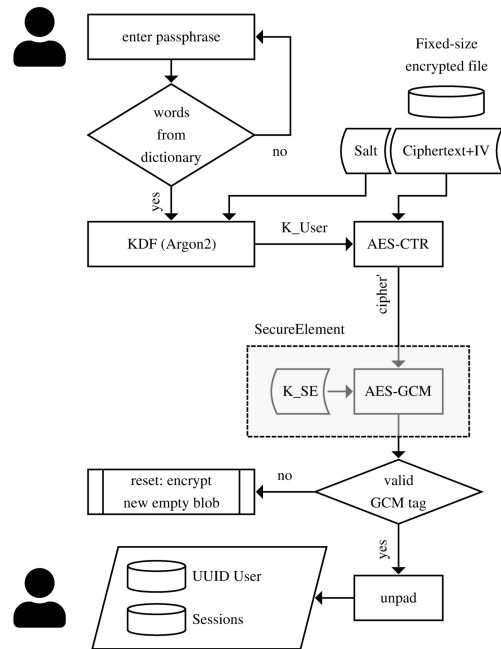 enter passphrase
Fixed-size
encrypted file
words
from
dictionary
no
Salt
Ciphertext+IV
yes
KDF (Argon2)
K_User
AES-CTR
cipher'
SecureElement
K_SE
AES-GCM
reset: encrypt
new empty blob
no
valid
GCM tag
yes
UUID User
Sessions
unpad